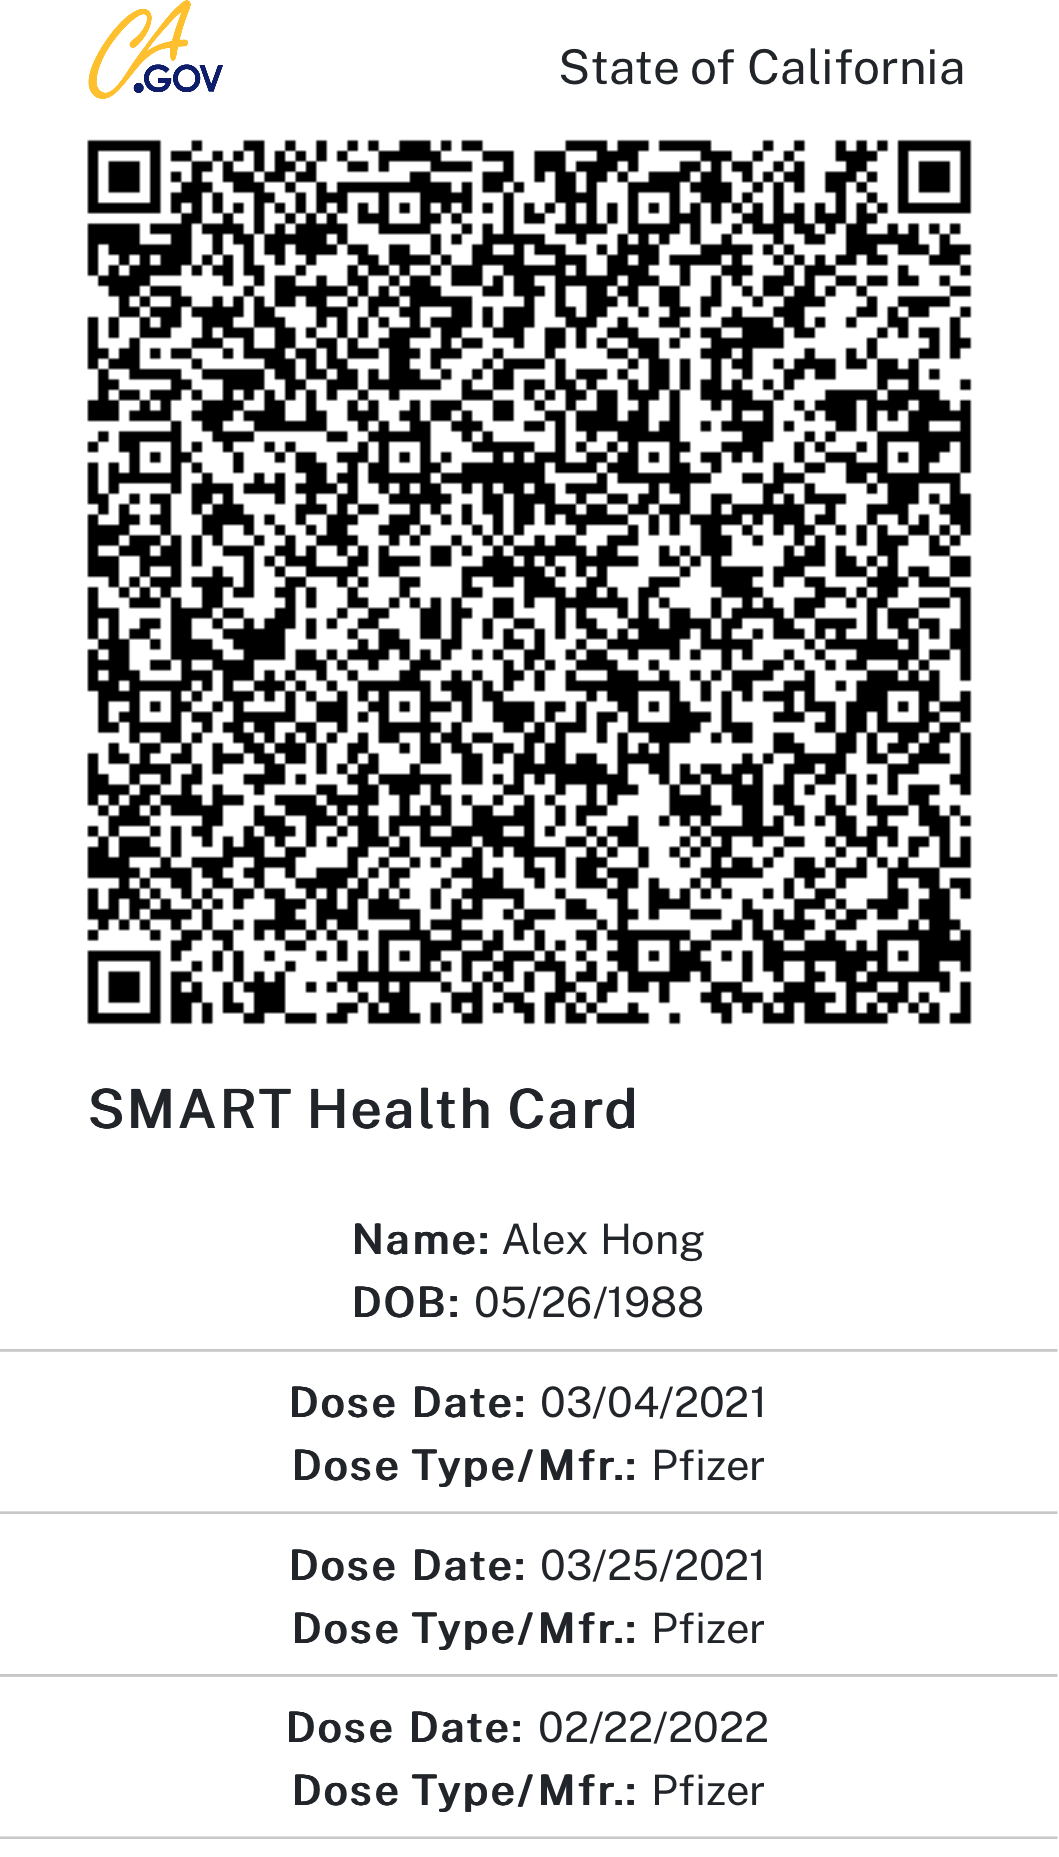 CA
.GOV
State of California
SMART Health Card
Name: Alex Hong
DOB: 05/26/1988
Dose Date: 03/04/2021
Dose Type/Mfr.: Pfizer
Dose Date: 03/25/2021
Dose Type/Mfr.: Pfizer
Dose Date: 02/22/2022
Dose Type/Mfr.: Pfizer